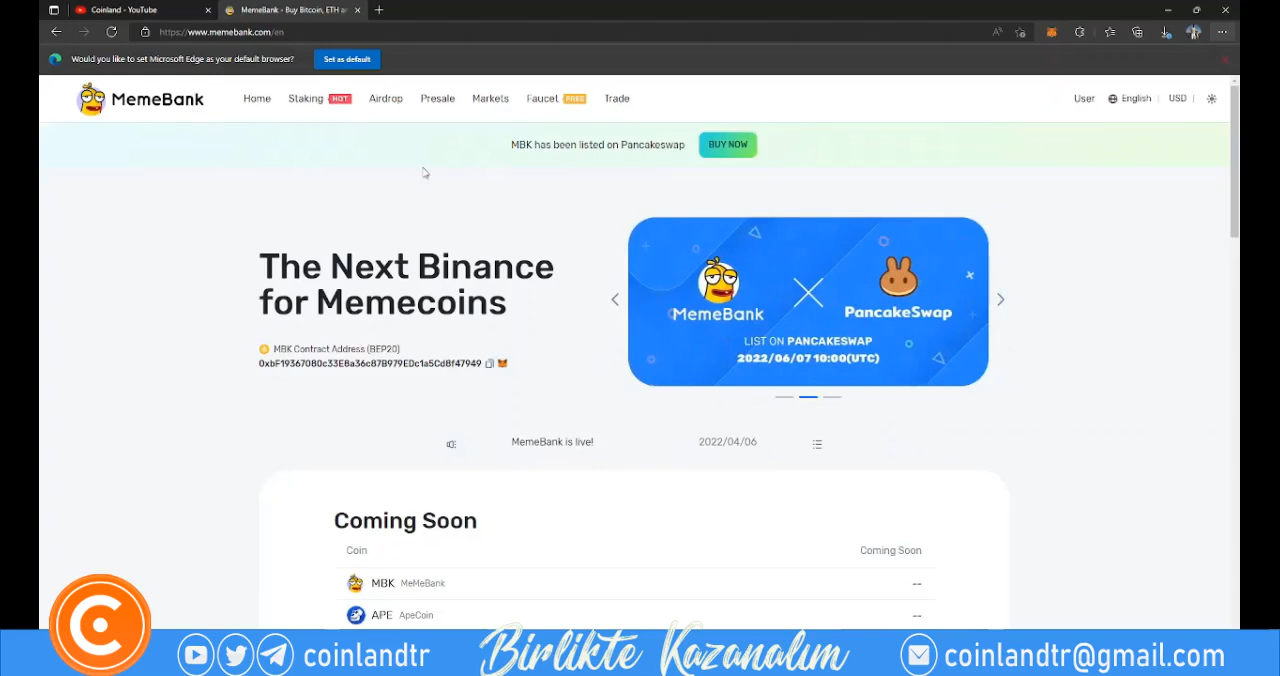 Coinland - YouTube
MemeBank - Buy Bitcoin, ETH an
https://www.memebank.com/en
Would you like to set Microsoft Edge as your default browser?
Set as default
MemeBank
Home
Staking HOT
Airdrop
Presale
Markets
Faucet FREE
Trade
User
English
USD
MBK has been listed on Pancakeswap
BUY NOW
The Next Binance
for Memecoins
MBK Contract Address (BEP20)
0xbF19367080c33E8a36c87B979EDc1a5Cd8f47949
MemeBank
PancakeSwap
LIST ON PANCAKESWAP
2022/06/07 10:00(UTC)
MemeBank is live!
2022/04/06
Coming Soon
Coin
Coming Soon
MBK MeMeBank
--
APE ApeCoin
--
coinlandtr
Birlikte Kazanalım
coinlandtr@gmail.com